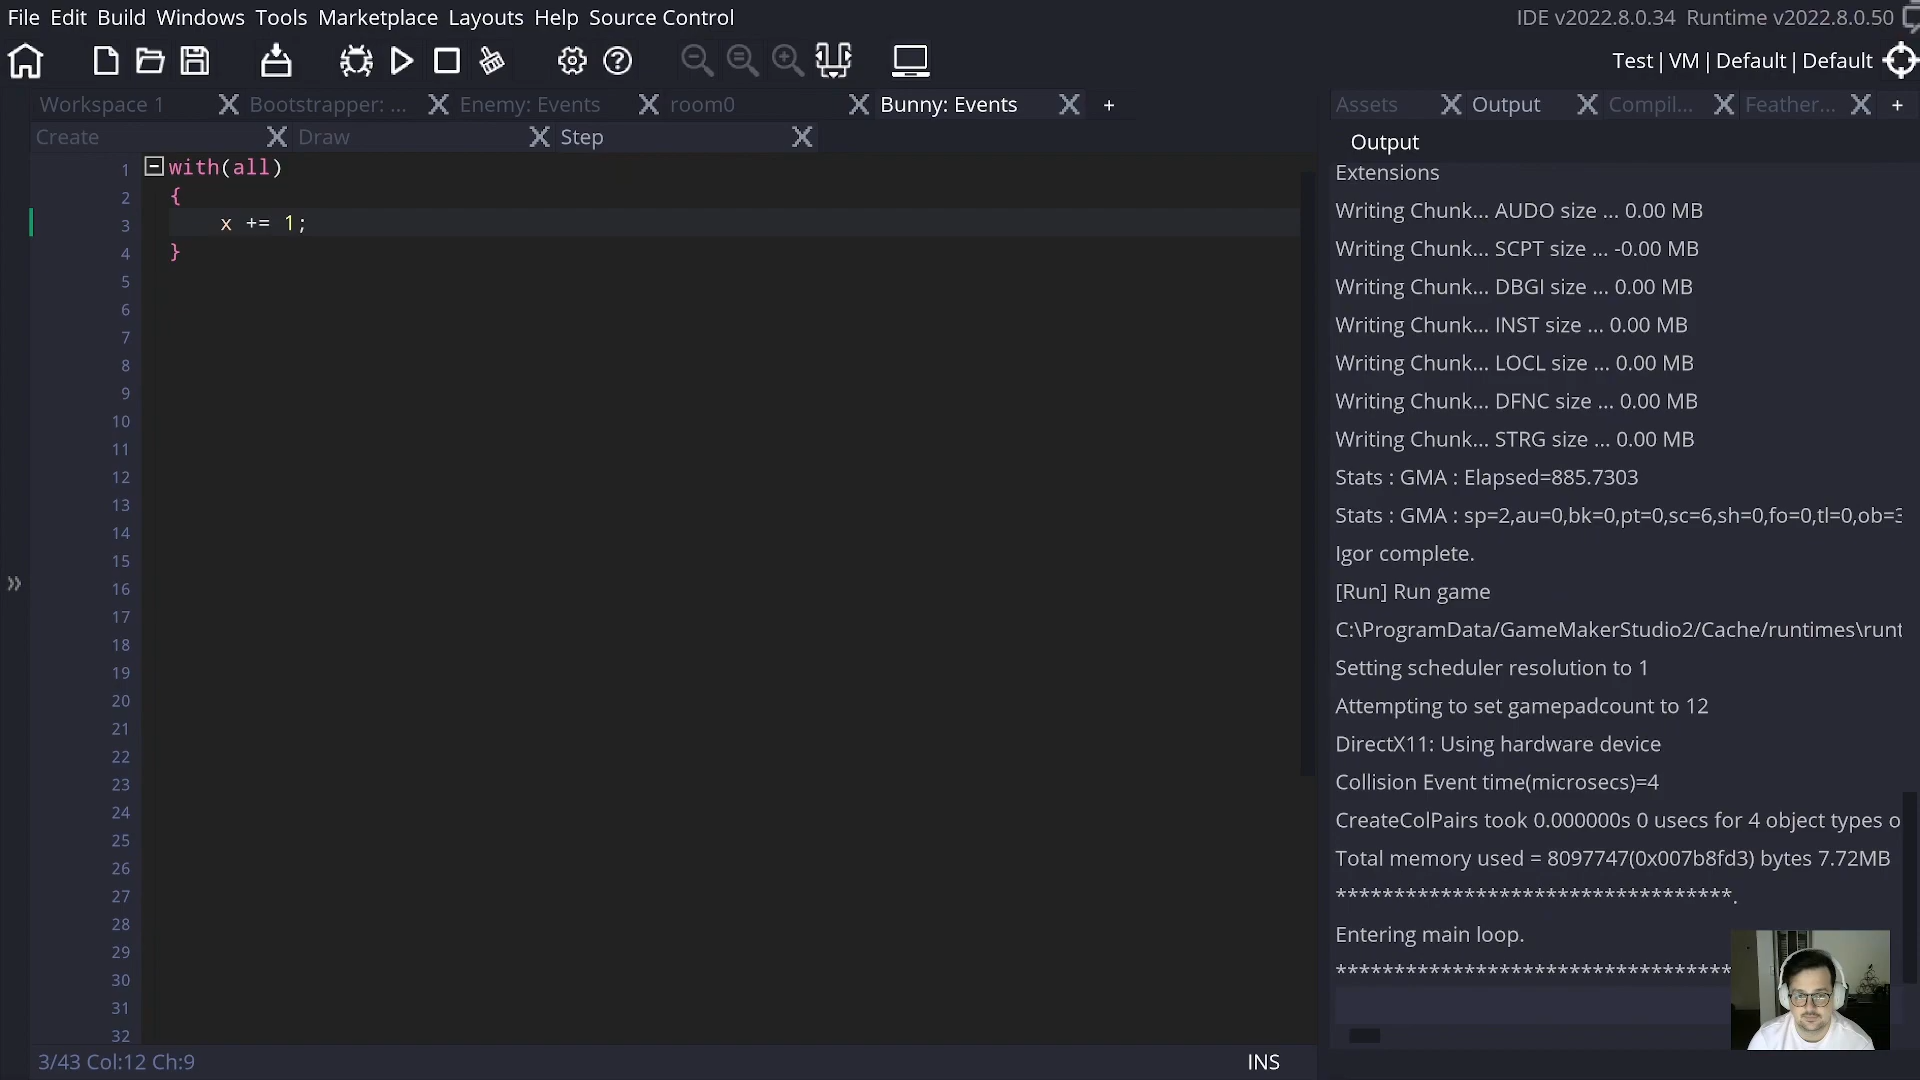 File Edit Build Windows Tools Marketplace Layouts Help Source Control
IDE v2022.8.0.34 Runtime v2022.8.0.50
Test | VM | Default | Default
Workspace 1
Bootstrapper: ...
Enemy: Events
room0
Bunny: Events
+
Assets
Output
Compil...
Feather...
+
Create
Draw
Step
Output
1 with(all)
2 {
3 x += 1;
4 }
5
6
7
8
9
10
11
12
13
14
15
16
17
18
19
20
21
22
23
24
25
26
27
28
29
30
31
32
Extensions
Writing Chunk... AUDO size ... 0.00 MB
Writing Chunk... SCPT size ... -0.00 MB
Writing Chunk... DBGI size ... 0.00 MB
Writing Chunk... INST size ... 0.00 MB
Writing Chunk... LOCL size ... 0.00 MB
Writing Chunk... DFNC size ... 0.00 MB
Writing Chunk... STRG size ... 0.00 MB
Stats : GMA : Elapsed=885.7303
Stats : GMA : sp=2,au=0,bk=0,pt=0,sc=6,sh=0,fo=0,tl=0,ob=3
Igor complete.
[Run] Run game
C:\ProgramData/GameMakerStudio2/Cache/runtimes\runt
Setting scheduler resolution to 1
Attempting to set gamepadcount to 12
DirectX11: Using hardware device
Collision Event time(microsecs)=4
CreateColPairs took 0.000000s 0 usecs for 4 object types o
Total memory used = 8097747(0x007b8fd3) bytes 7.72MB
**********************************.
Entering main loop.
**********************************
3/43 Col:12 Ch:9
INS